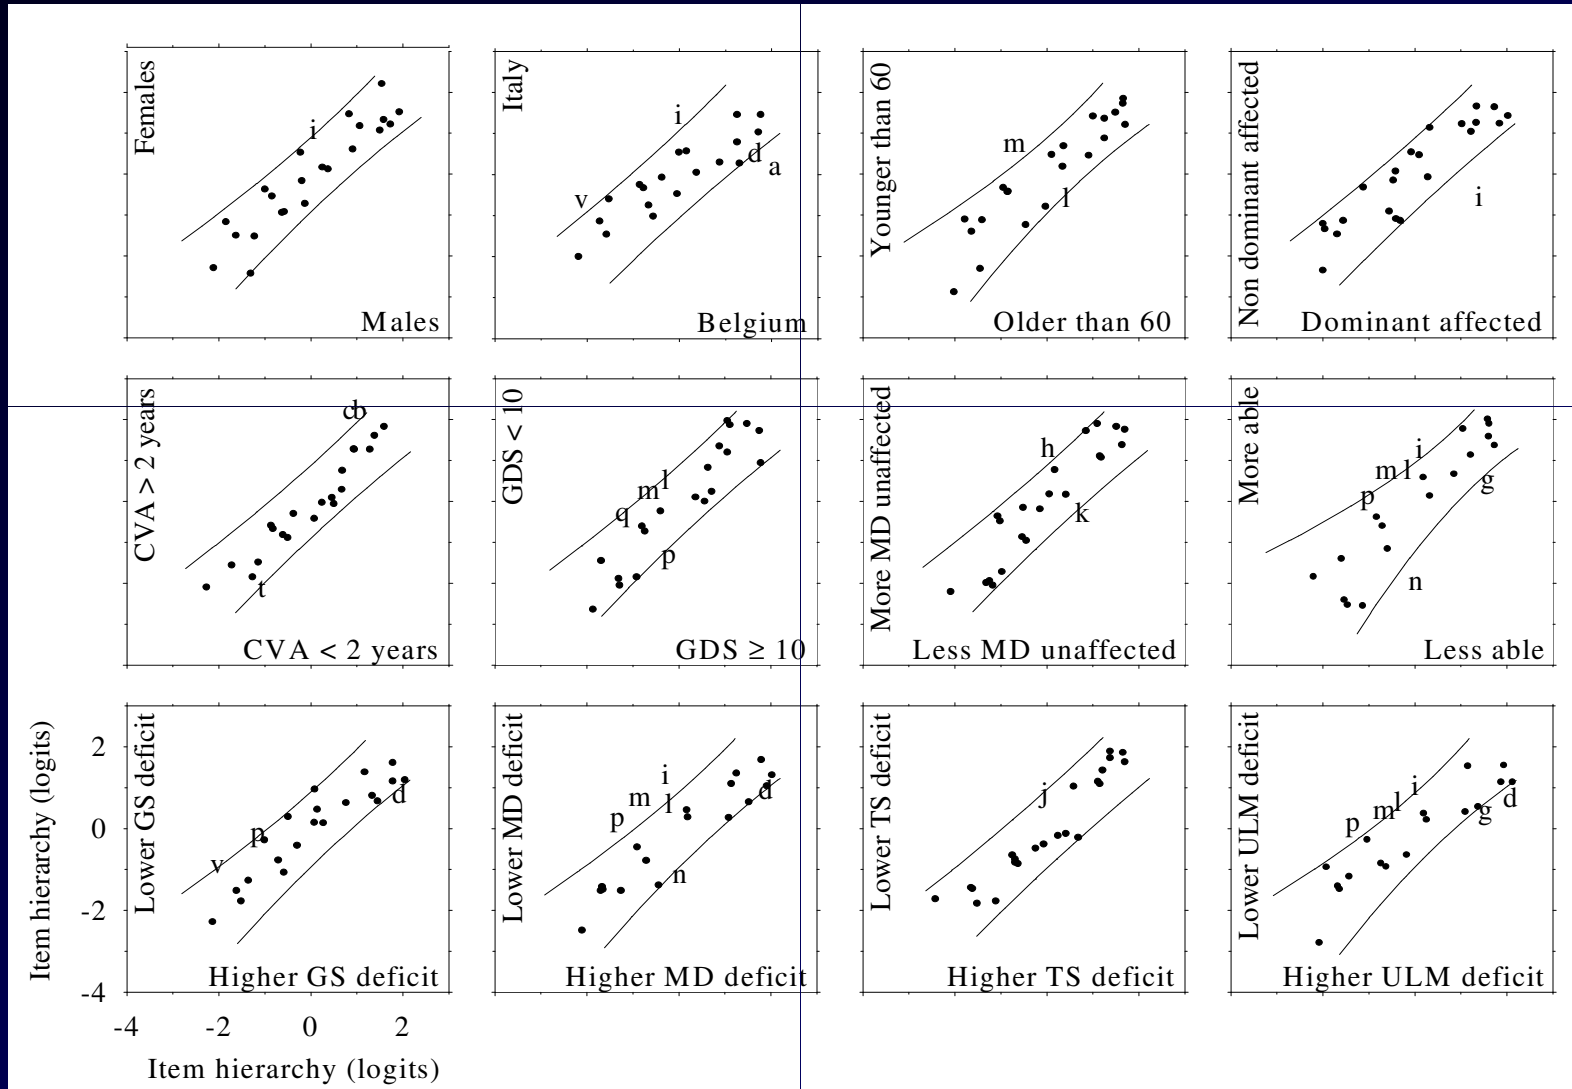 Females
i
Males
Italy
i
v
d
a
Belgium
Younger than 60
m
l
Older than 60
Non dominant affected
i
Dominant affected
CVA > 2 years
cb
t
CVA < 2 years
GDS < 10
l
m
q
p
GDS ≥ 10
More MD unaffected
h
k
Less MD unaffected
More able
i
m l
p
g
n
Less able
Item hierarchy (logits)
2
0
-2
-4
Lower GS deficit
p
v
d
Higher GS deficit
-4 -2 0 2
Item hierarchy (logits)
Lower MD deficit
i
m l
p
d
n
Higher MD deficit
Lower TS deficit
j
Higher TS deficit
Lower ULM deficit
i
l
m
p
g
d
Higher ULM deficit